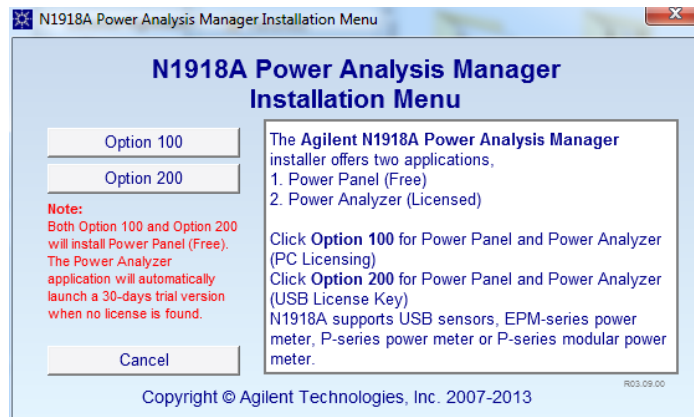 N1918A Power Analysis Manager Installation Menu
X
N1918A Power Analysis Manager
Installation Menu
Option 100
Option 200
Note:
Both Option 100 and Option 200
will install Power Panel (Free).
The Power Analyzer
application will automatically
launch a 30-days trial version
when no license is found.
Cancel
The Agilent N1918A Power Analysis Manager
installer offers two applications,
1. Power Panel (Free)
2. Power Analyzer (Licensed)
Click Option 100 for Power Panel and Power Analyzer
(PC Licensing)
Click Option 200 for Power Panel and Power Analyzer
(USB License Key)
N1918A supports USB sensors, EPM-series power
meter, P-series power meter or P-series modular power
meter.
R03.09.00
Copyright © Agilent Technologies, Inc. 2007-2013